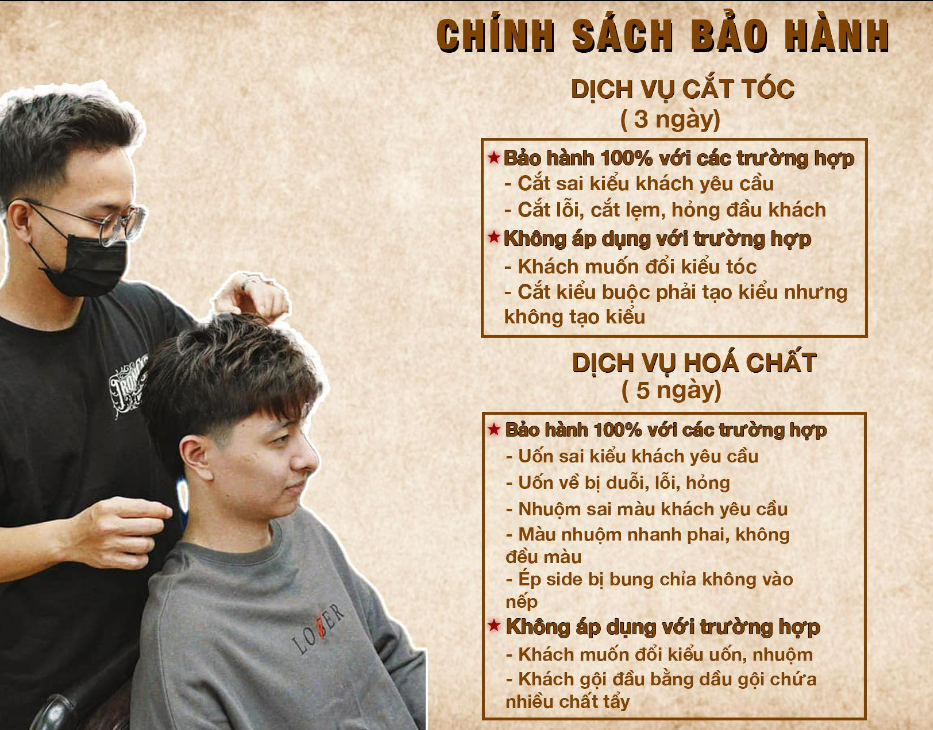 CHÍNH SÁCH BẢO HÀNH
DỊCH VỤ CẮT TÓC
( 3 ngày)
Bảo hành 100% với các trường hợp
- Cắt sai kiểu khách yêu cầu
- Cắt lỗi, cắt lẹm, hỏng đầu khách
Không áp dụng với trường hợp
- Khách muốn đổi kiểu tóc
- Cắt kiểu buộc phải tạo kiểu nhưng
không tạo kiểu
DỊCH VỤ HOÁ CHẤT
( 5 ngày)
Bảo hành 100% với các trường hợp
- Uốn sai kiểu khách yêu cầu
- Uốn về bị duỗi, lỗi, hỏng
- Nhuộm sai màu khách yêu cầu
- Màu nhuộm nhanh phai, không
đều màu
- Ép side bị bung chỉa không vào
nếp
Không áp dụng với trường hợp
- Khách muốn đổi kiểu uốn, nhuộm
- Khách gội đầu bằng dầu gội chứa
nhiều chất tẩy
LOSER